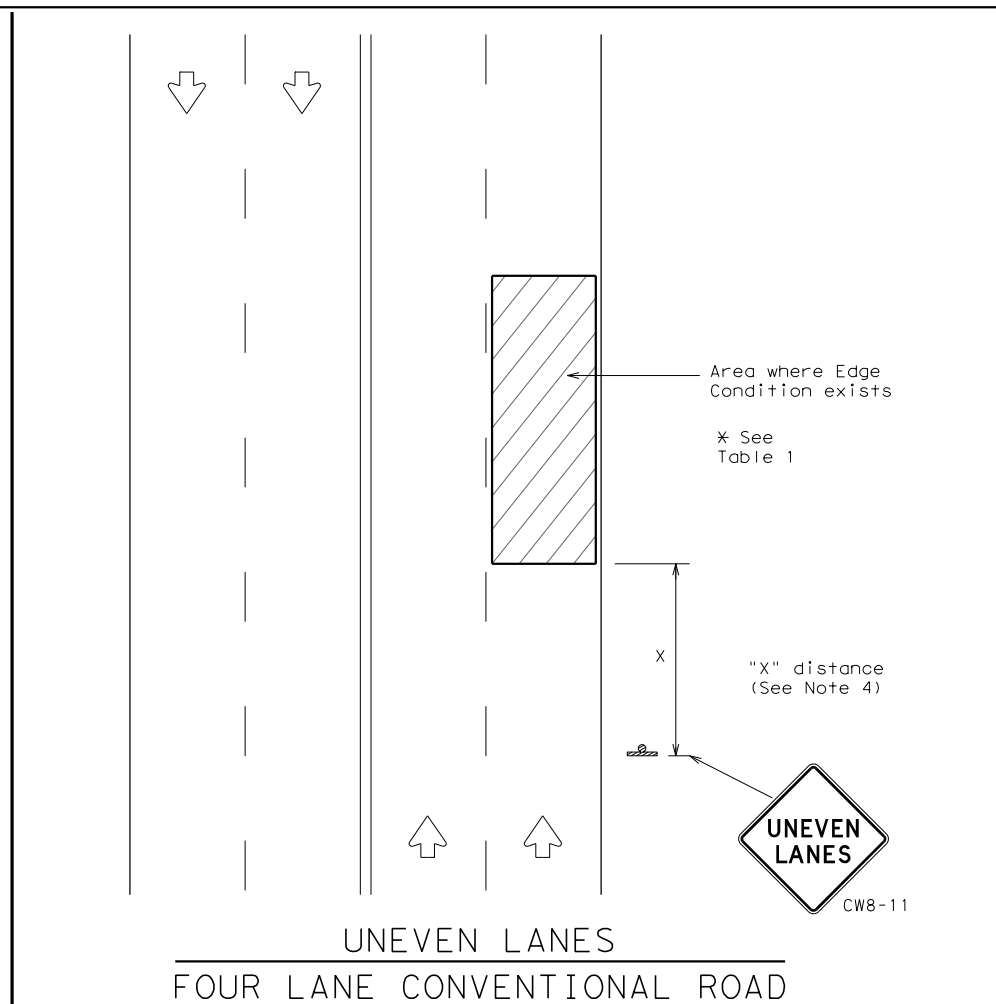 Area where Edge
Condition exists
* See
Table 1
X
"X" distance
(See Note 4)
UNEVEN
LANES
CW8-11
UNEVEN LANES
FOUR LANE CONVENTIONAL ROAD